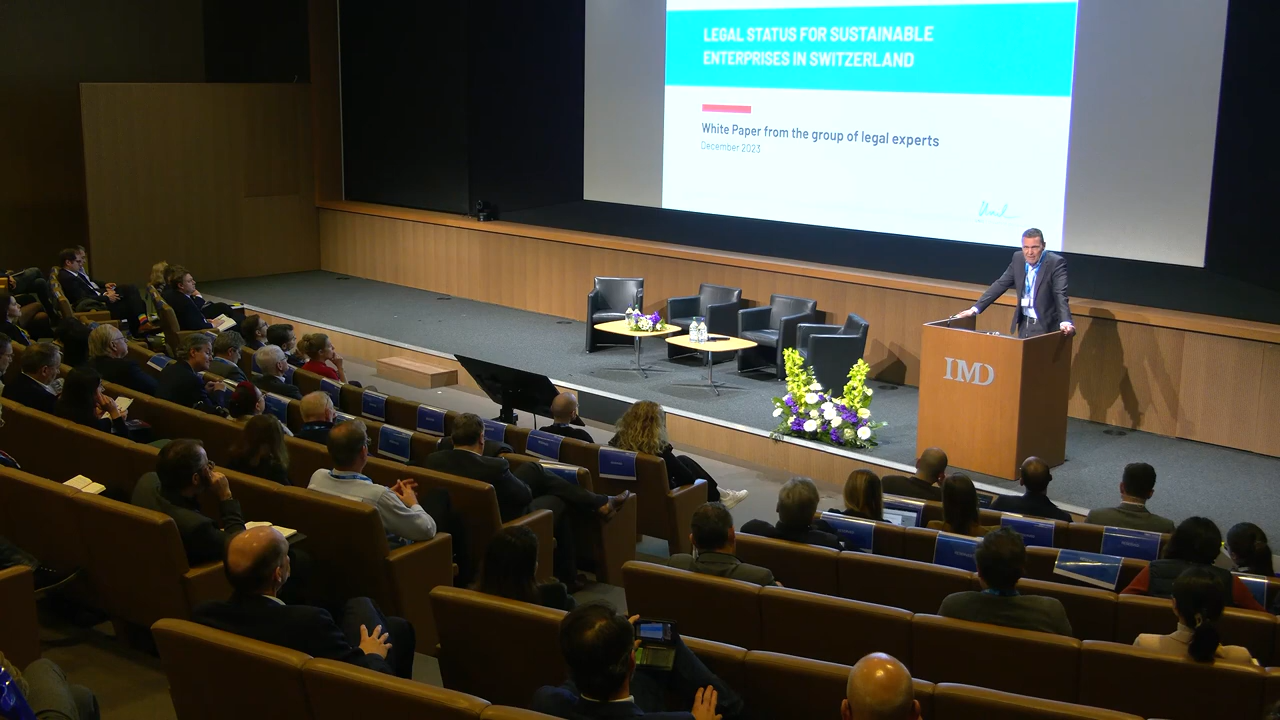 LEGAL STATUS FOR SUSTAINABLE
ENTERPRISES IN SWITZERLAND
White Paper from the group of legal experts
December 2023
IMD